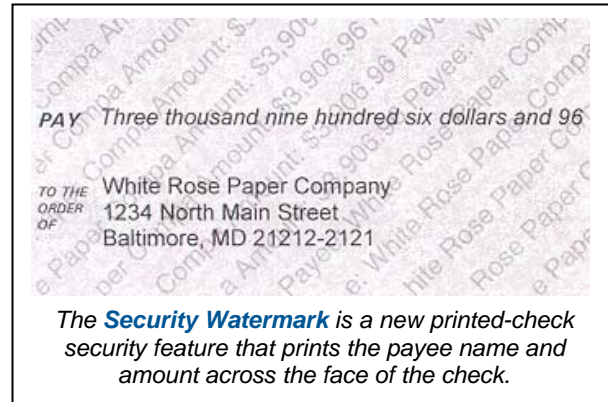 PAY Three thousand nine hundred six dollars and 96
TO THE White Rose Paper Company
ORDER 1234 North Main Street
OF Baltimore, MD 21212-2121
The Security Watermark is a new printed-check
security feature that prints the payee name and
amount across the face of the check.